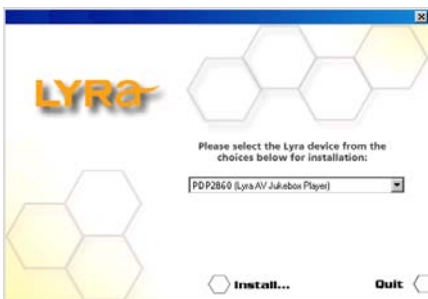 LYRA
Please select the Lyra device from the
choices below for installation:
PDP2860 (Lyra AV Jukebox Player)
Install...
Quit